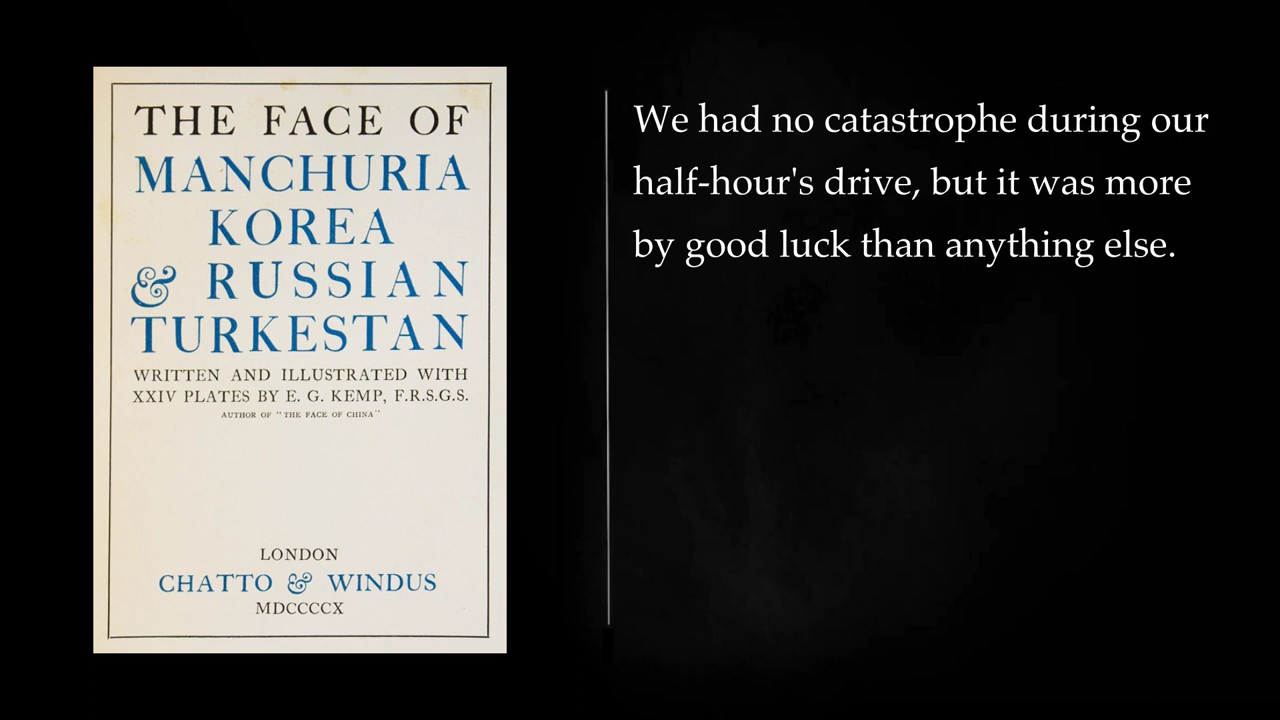 THE FACE OF
MANCHURIA
KOREA
& RUSSIAN
TURKESTAN
WRITTEN AND ILLUSTRATED WITH
XXIV PLATES BY E. G. KEMP, F.R.S.G.S.
AUTHOR OF "THE FACE OF CHINA"
LONDON
CHATTO & WINDUS
MDCCCCX
We had no catastrophe during our
half-hour's drive, but it was more
by good luck than anything else.